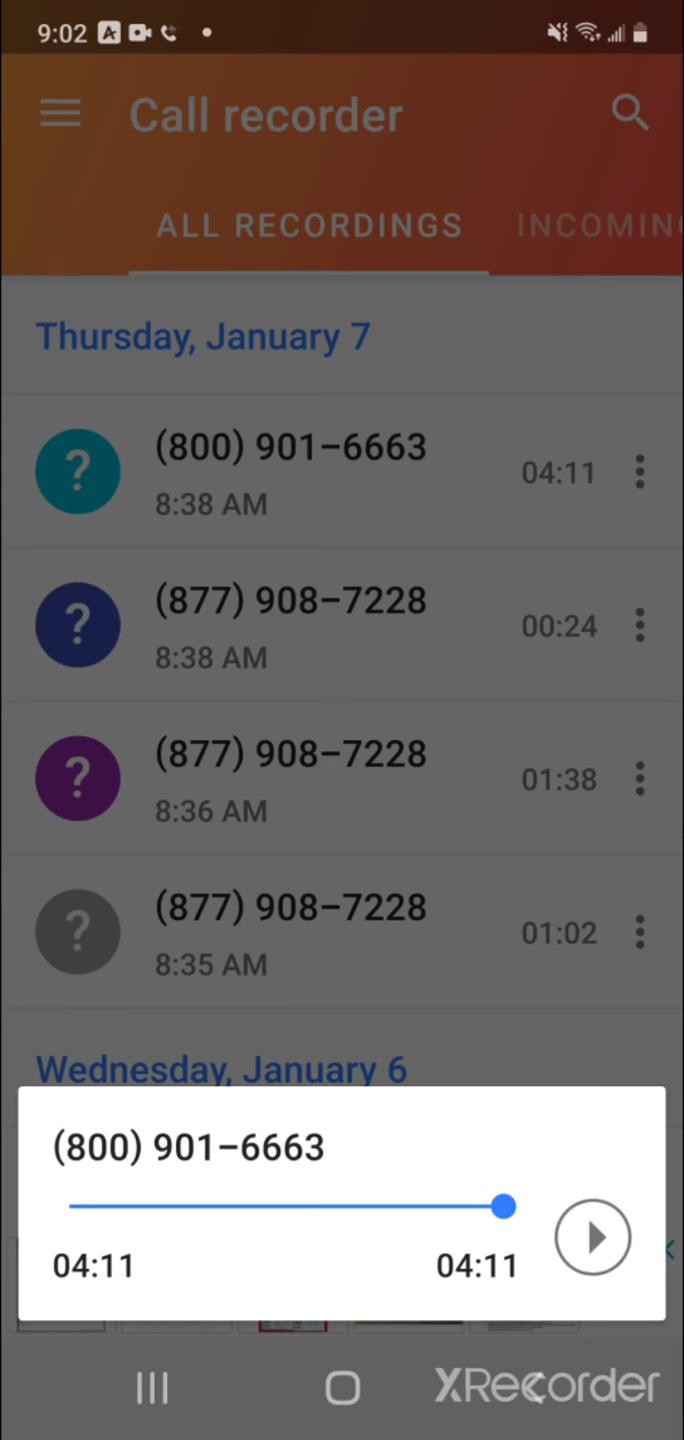 9:02
Call recorder
ALL RECORDINGS INCOMING
Thursday, January 7
? (800) 901–6663 04:11
8:38 AM
? (877) 908–7228 00:24
8:38 AM
? (877) 908–7228 01:38
8:36 AM
? (877) 908–7228 01:02
8:35 AM
Wednesday, January 6
(800) 901–6663
04:11 04:11
XRecorder